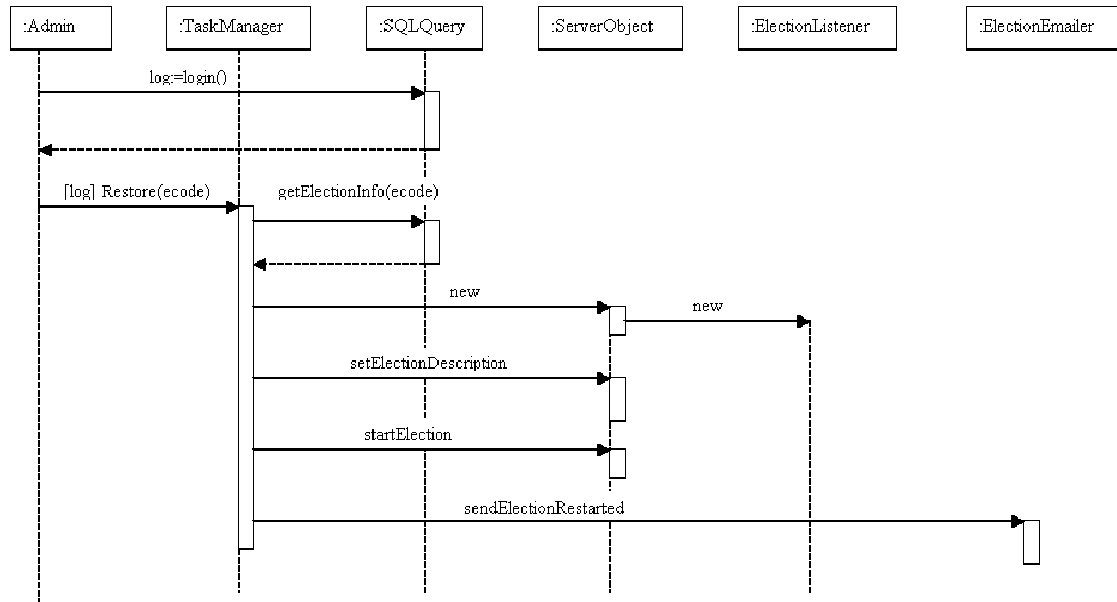 :Admin
:TaskManager
:SQLQuery
:ServerObject
:ElectionListener
:ElectionEmailer
log:=login()
[log] Restore(ecode)
getElectionInfo(ecode)
new
new
setElectionDescription
startElection
sendElectionRestarted